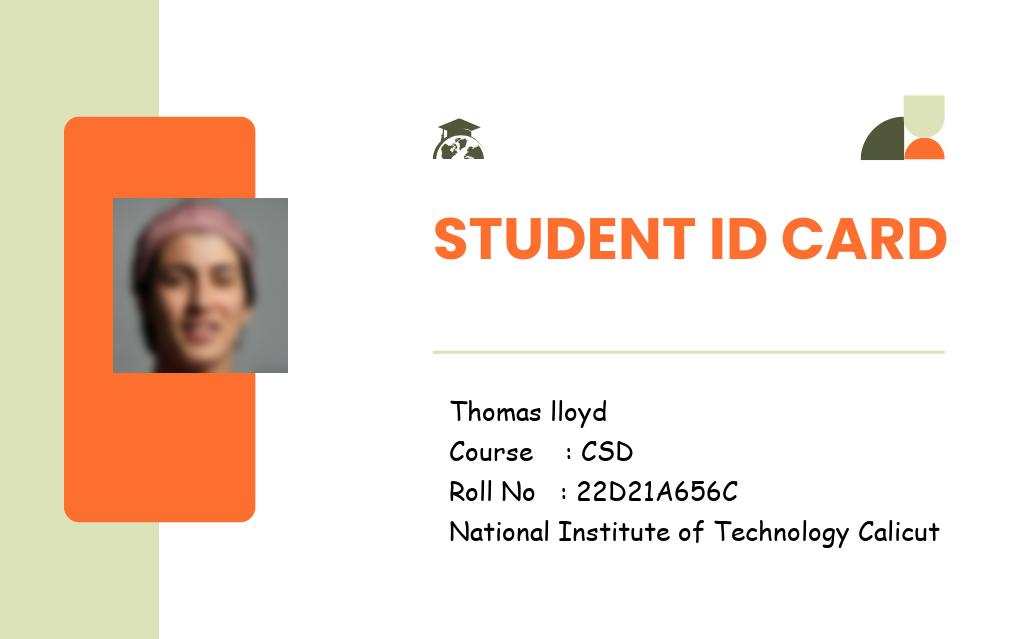 STUDENT ID CARD
Thomas lloyd
Course : CSD
Roll No : 22D21A656C
National Institute of Technology Calicut